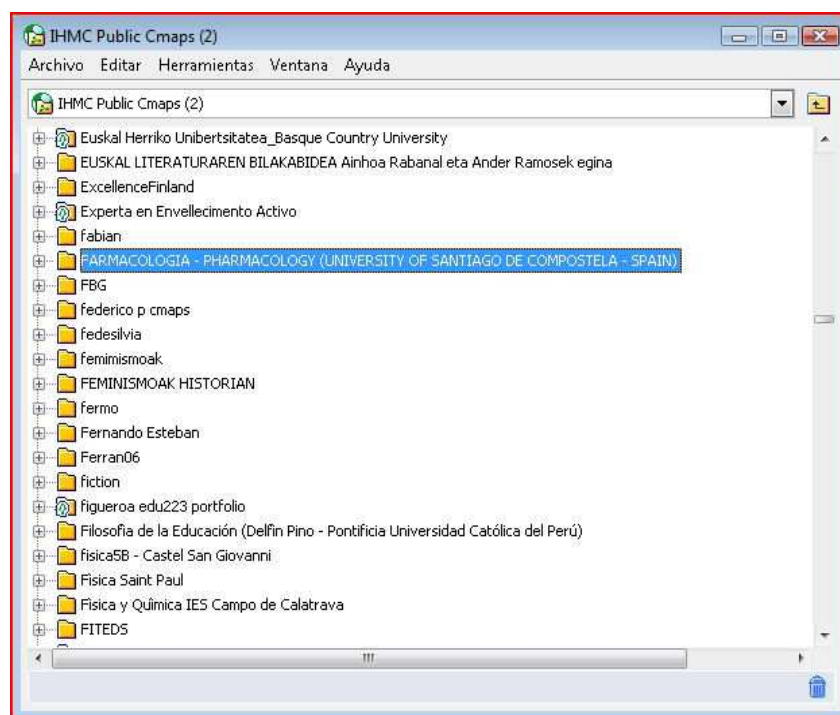 IHMC Public Cmaps (2)
Archivo Editar Herramientas Ventana Ayuda
IHMC Public Cmaps (2)
Euskal Herriko Unibertsitatea_Basque Country University
EUSKAL LITERATURAREN BILAKABIDEA Ainhoa Rabanal eta Ander Ramosek egina
ExcellenceFinland
Experta en Envellecimento Activo
fabian
FARMACOLOGIA - PHARMACOLOGY (UNIVERSITY OF SANTIAGO DE COMPOSTELA - SPAIN)
FBG
federico p cmaps
fedesilvia
femimismoak
FEMINISMOAK HISTORIAN
fermo
Fernando Esteban
Ferran06
fiction
figueroa edu223 portfolio
Filosofia de la Educación (Delfin Pino - Pontificia Universidad Católica del Perú)
fisica5B - Castel San Giovanni
Fisica Saint Paul
Fìsica y Quîmica IES Campo de Calatrava
FITEDS